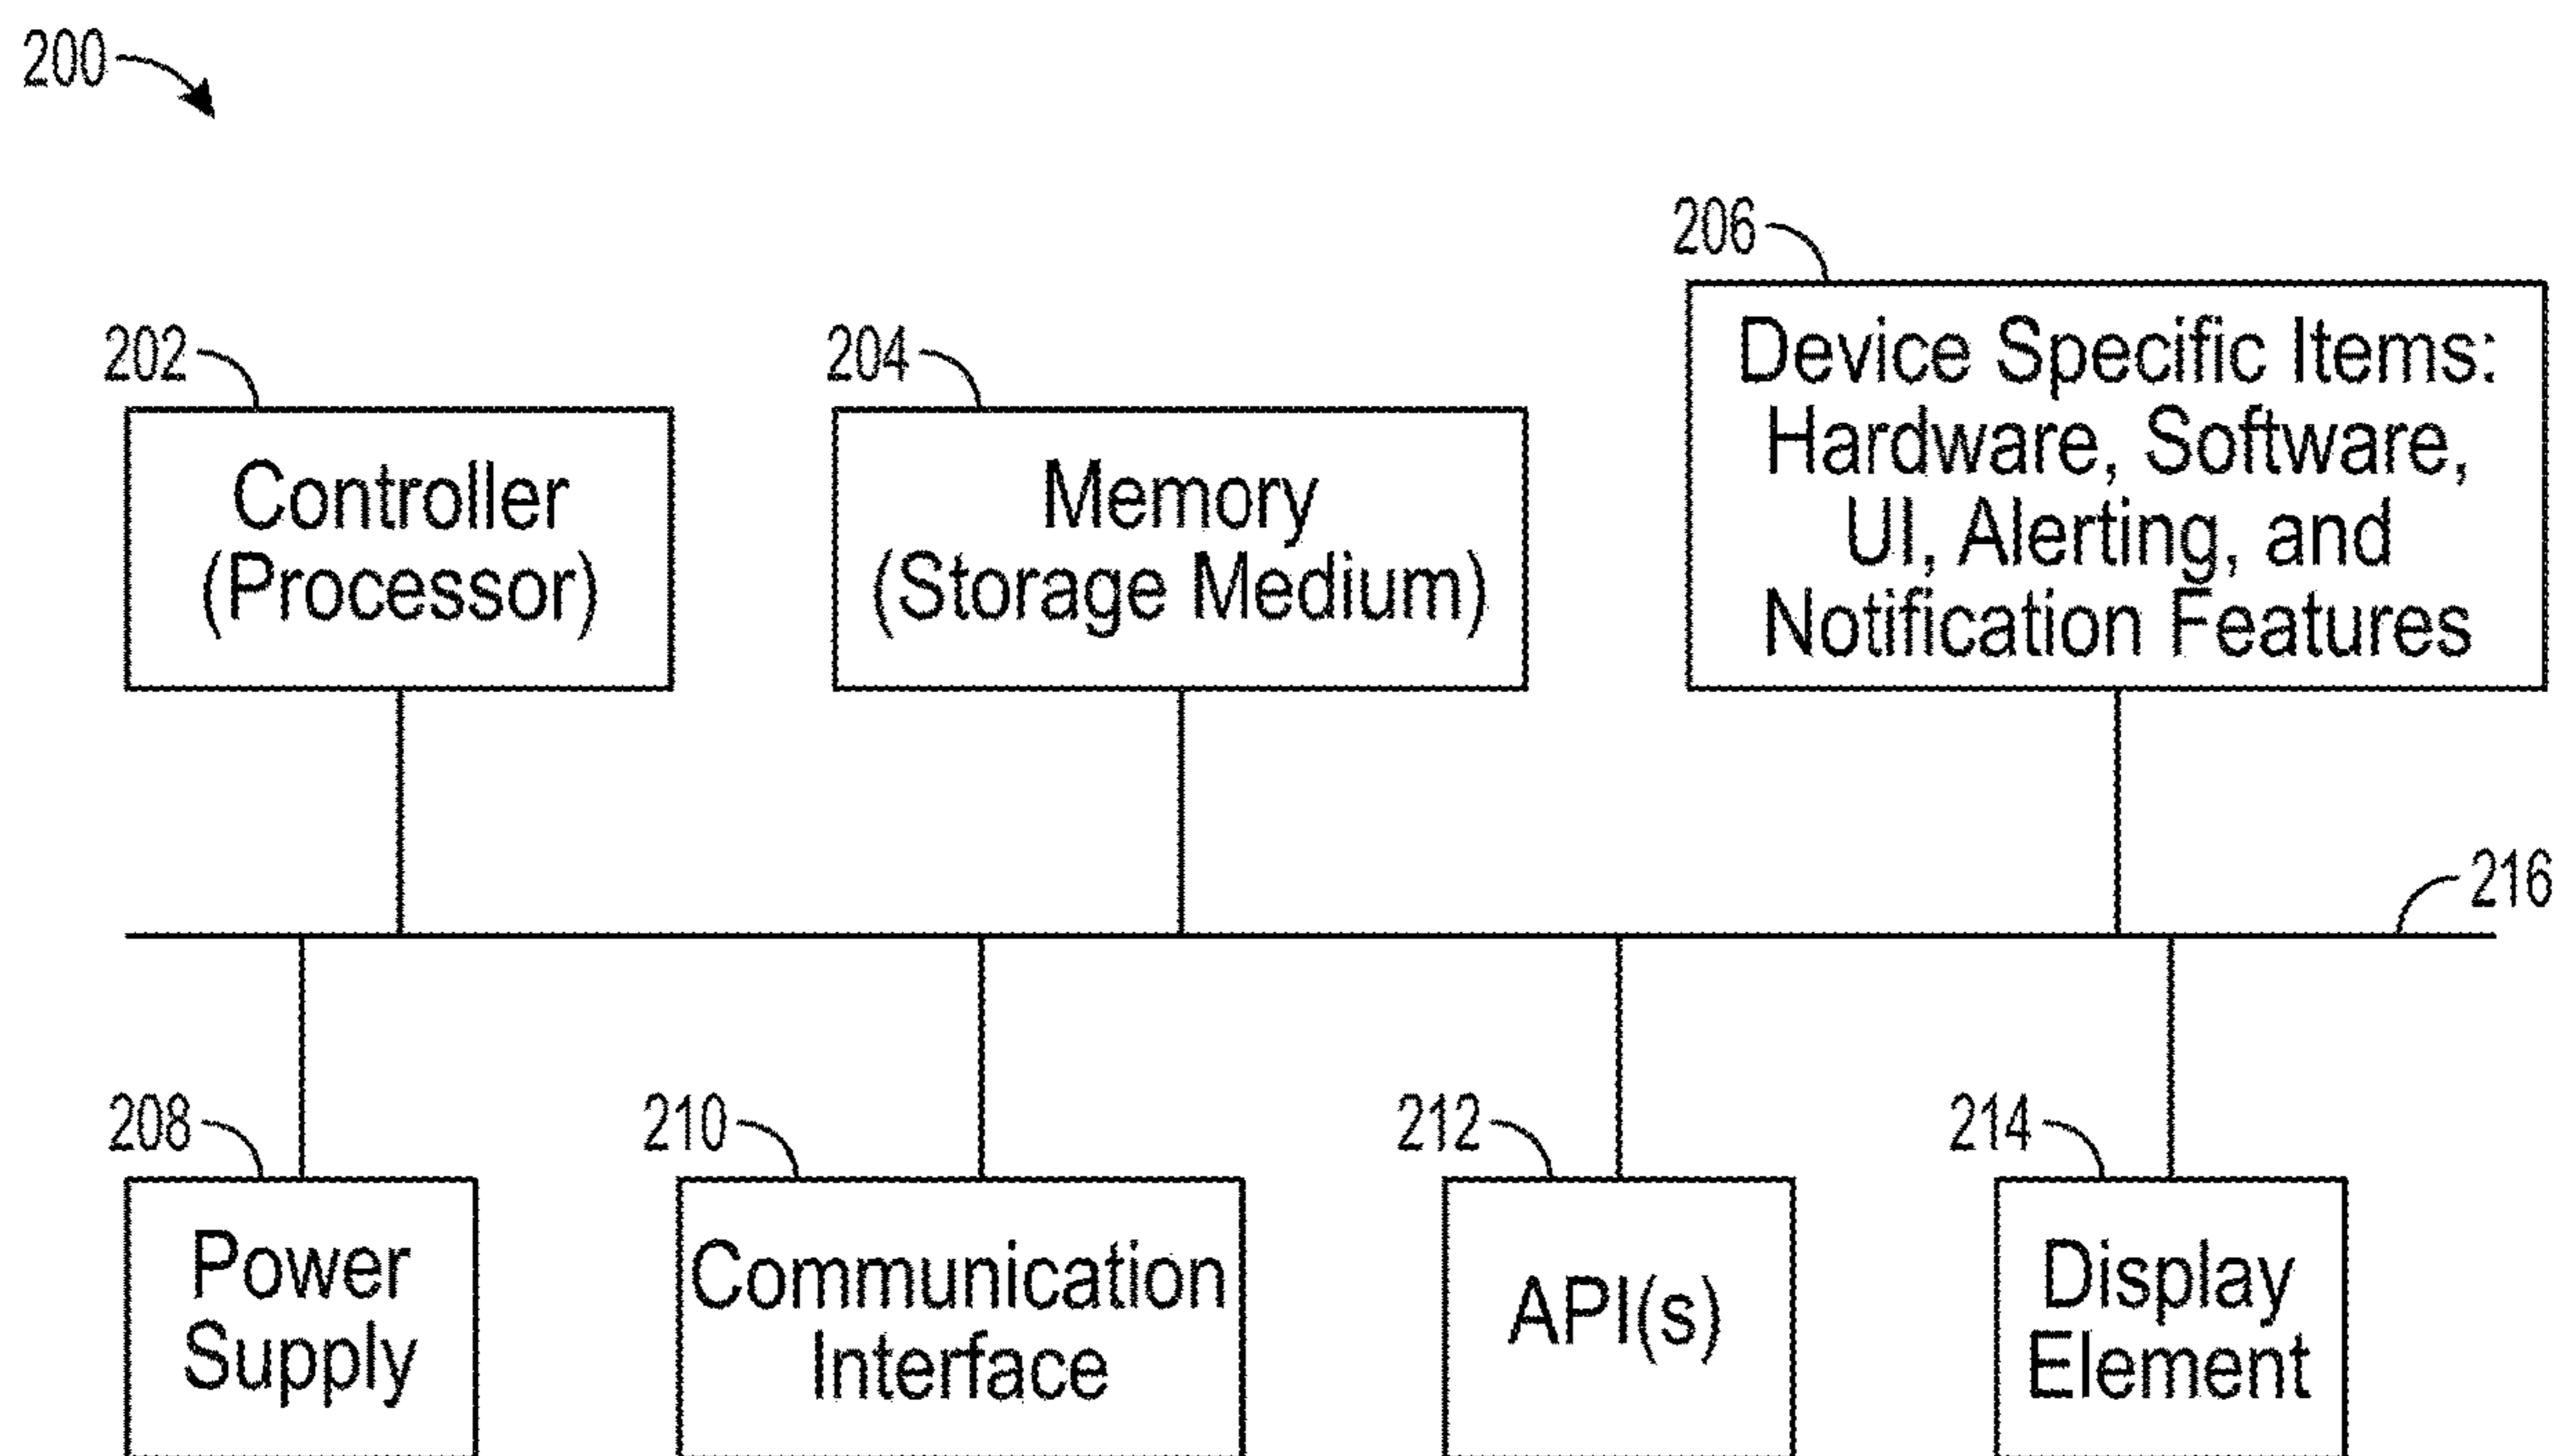 200
206
202
204
Device Specific Items:
Hardware, Software,
UI, Alerting, and
Notification Features
Controller
(Processor)
Memory
(Storage Medium)
216
208
210
212
214
Power
Supply
Communication
Interface
API(s)
Display
Element